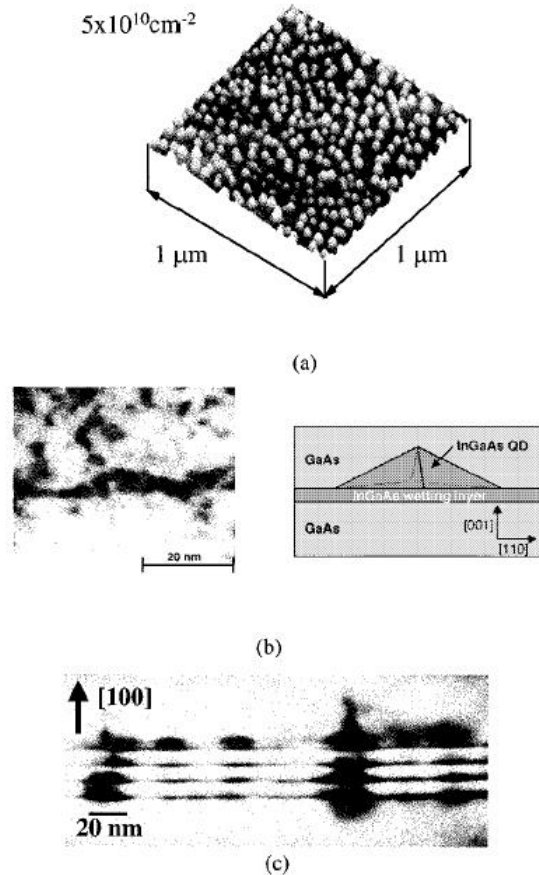 5x10¹⁰cm⁻²
1 μm
1 μm
(a)
GaAs
InGaAs QD
InGaAs wetting layer
GaAs
[001]
[110]
20 nm
(b)
[100]
20 nm
(c)